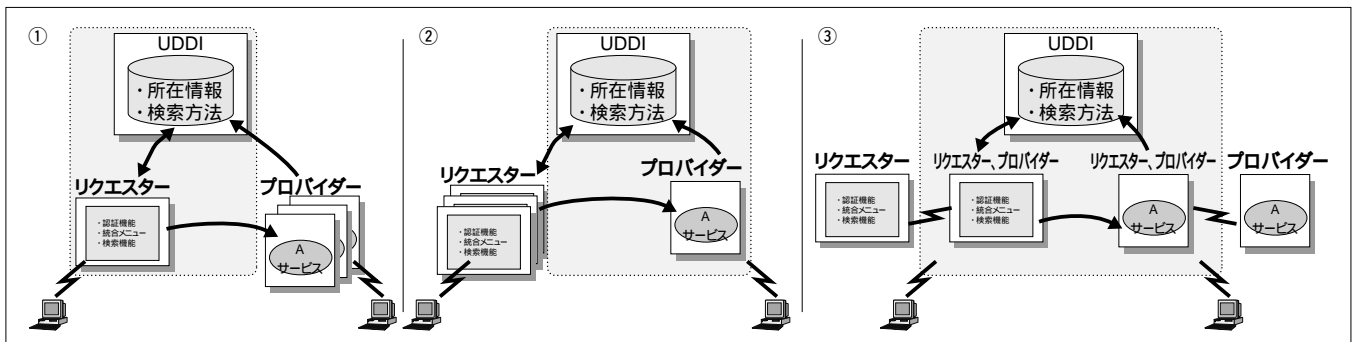 ①
UDDI
・所在情報
・検索方法
リクエスター
・認証機能
・統合メニュー
・検索機能
プロバイダー
A
サービス
②
UDDI
・所在情報
・検索方法
リクエスター
・認証機能
・統合メニュー
・検索機能
プロバイダー
A
サービス
③
UDDI
・所在情報
・検索方法
リクエスター
・認証機能
・統合メニュー
・検索機能
リクエスター、プロバイダー
・認証機能
・統合メニュー
・検索機能
リクエスター、プロバイダー
A
サービス
プロバイダー
A
サービス